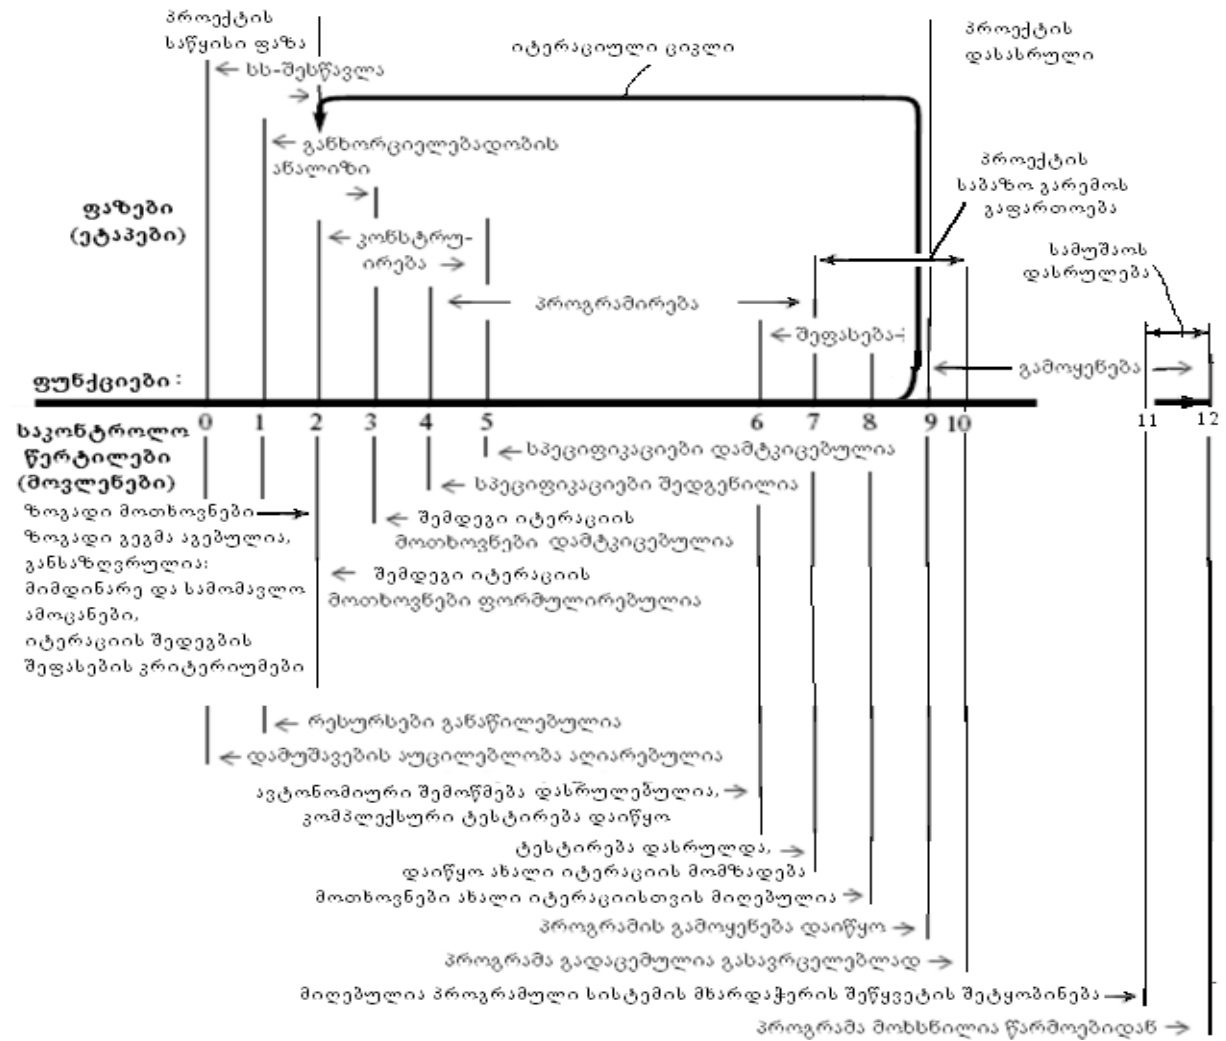 პროექტის
საწყისი ფაზა
სს-შესწავლა
იტერაციული ციკლი
პროექტის
დასასრული
განხორციელებადობის
ანალიზი
პროექტის
საბაზო გარემოს
გაფართოება
ფაზები
(ეტაპები)
კონსტრუ-
ირება
სამუშაოს
დასრულება
პროგრამირება
შეფასება-
გამოყენება
ფუნქციები :
0 1 2 3 4 5 6 7 8 9 10 11 12
საკონტროლო
წერტილები
(მოვლენები)
სპეციფიკაციები დამტკიცებულია
სპეციფიკაციები შედგენილია
ზოგადი მოთხოვნები
ზოგადი გეგმა აგებულია,
განსაზღვრულია:
მიმდინარე და სამომავლო
ამოცანები,
იტერაციის შედეგბის
შეფასების კრიტერიუმები
შემდეგი იტერაციის
მოთხოვნები დამტკიცებულია
შემდეგი იტერაციის
მოთხოვნები ფორმულირებულია
რესურსები განაწილებულია
დამუშავების აუცილებლობა აღიარებულია
ავტონომიური შემოწმება დასრულებულია,
კომპლექსური ტესტირება დაიწყო
ტესტირება დასრულდა,
დაიწყო ახალი იტერაციის მომზადება
მოთხოვნები ახალი იტერაციისთვის მიღებულია
პროგრამის გამოყენება დაიწყო
პროგრამა გადაცემულია გასავრცელებლად
მიღებულია პროგრამული სისტემის მხარდაჭერის შეწყვეტის შეტყობინება
პროგრამა მოხსნილია წარმოებიდან